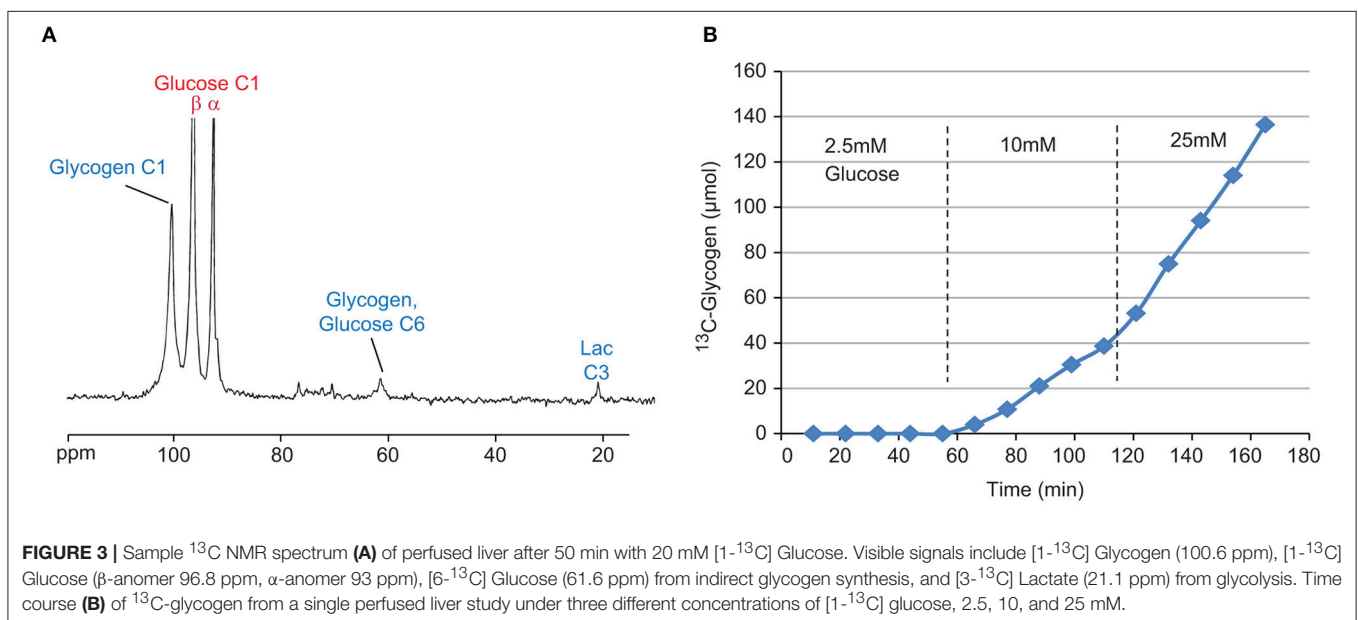 A
Glucose C1
β α
Glycogen C1
Glycogen,
Glucose C6
Lac
C3
ppm
100
80
60
40
20
B
160
140
120
100
80
60
40
20
0
¹³C-Glycogen (µmol)
2.5mM
Glucose
10mM
25mM
0 20 40 60 80 100 120 140 160 180
Time (min)
FIGURE 3 | Sample ¹³C NMR spectrum (A) of perfused liver after 50 min with 20 mM [1-¹³C] Glucose. Visible signals include [1-¹³C] Glycogen (100.6 ppm), [1-¹³C]
Glucose (β-anomer 96.8 ppm, α-anomer 93 ppm), [6-¹³C] Glucose (61.6 ppm) from indirect glycogen synthesis, and [3-¹³C] Lactate (21.1 ppm) from glycolysis. Time
course (B) of ¹³C-glycogen from a single perfused liver study under three different concentrations of [1-¹³C] glucose, 2.5, 10, and 25 mM.